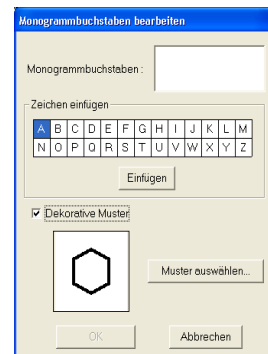 Monogrammbuchstaben bearbeiten
Monogrammbuchstaben :
Zeichen einfügen
A B C D E F G H I J K L M
N O P Q R S T U V W X Y Z
Einfügen
Dekorative Muster
Muster auswählen...
OK Abbrechen